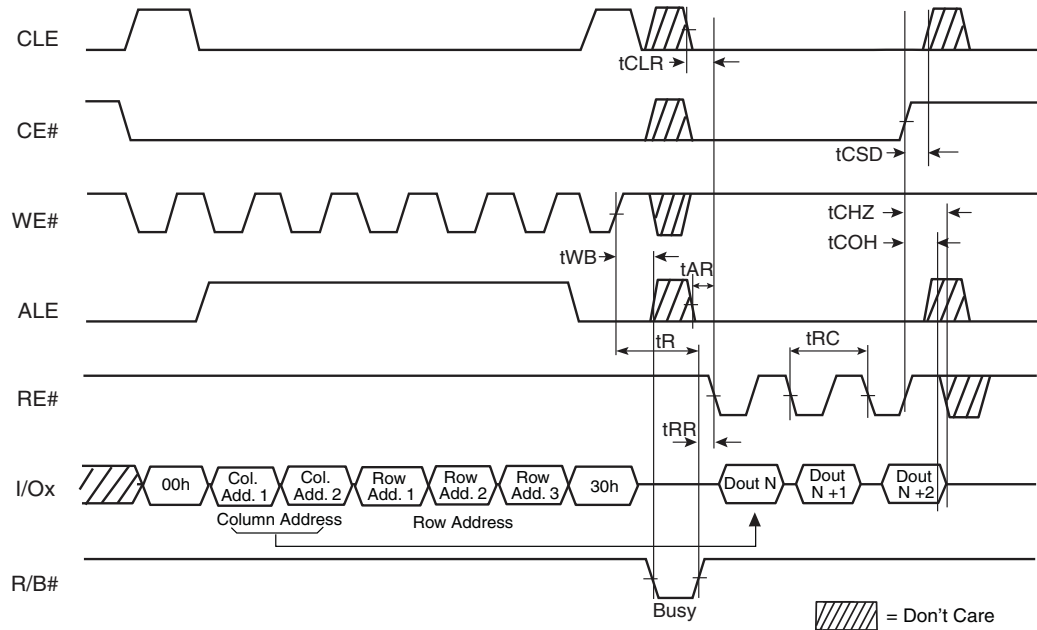 CLE
tCLR
CE#
tCSD
WE#
tCHZ
tCOH
tWB
tAR
ALE
tR
tRC
RE#
tRR
I/Ox
00h
Col.
Add. 1
Col.
Add. 2
Row
Add. 1
Row
Add. 2
Row
Add. 3
30h
Dout N
Dout
N +1
Dout
N +2
Column Address
Row Address
R/B#
Busy
= Don't Care